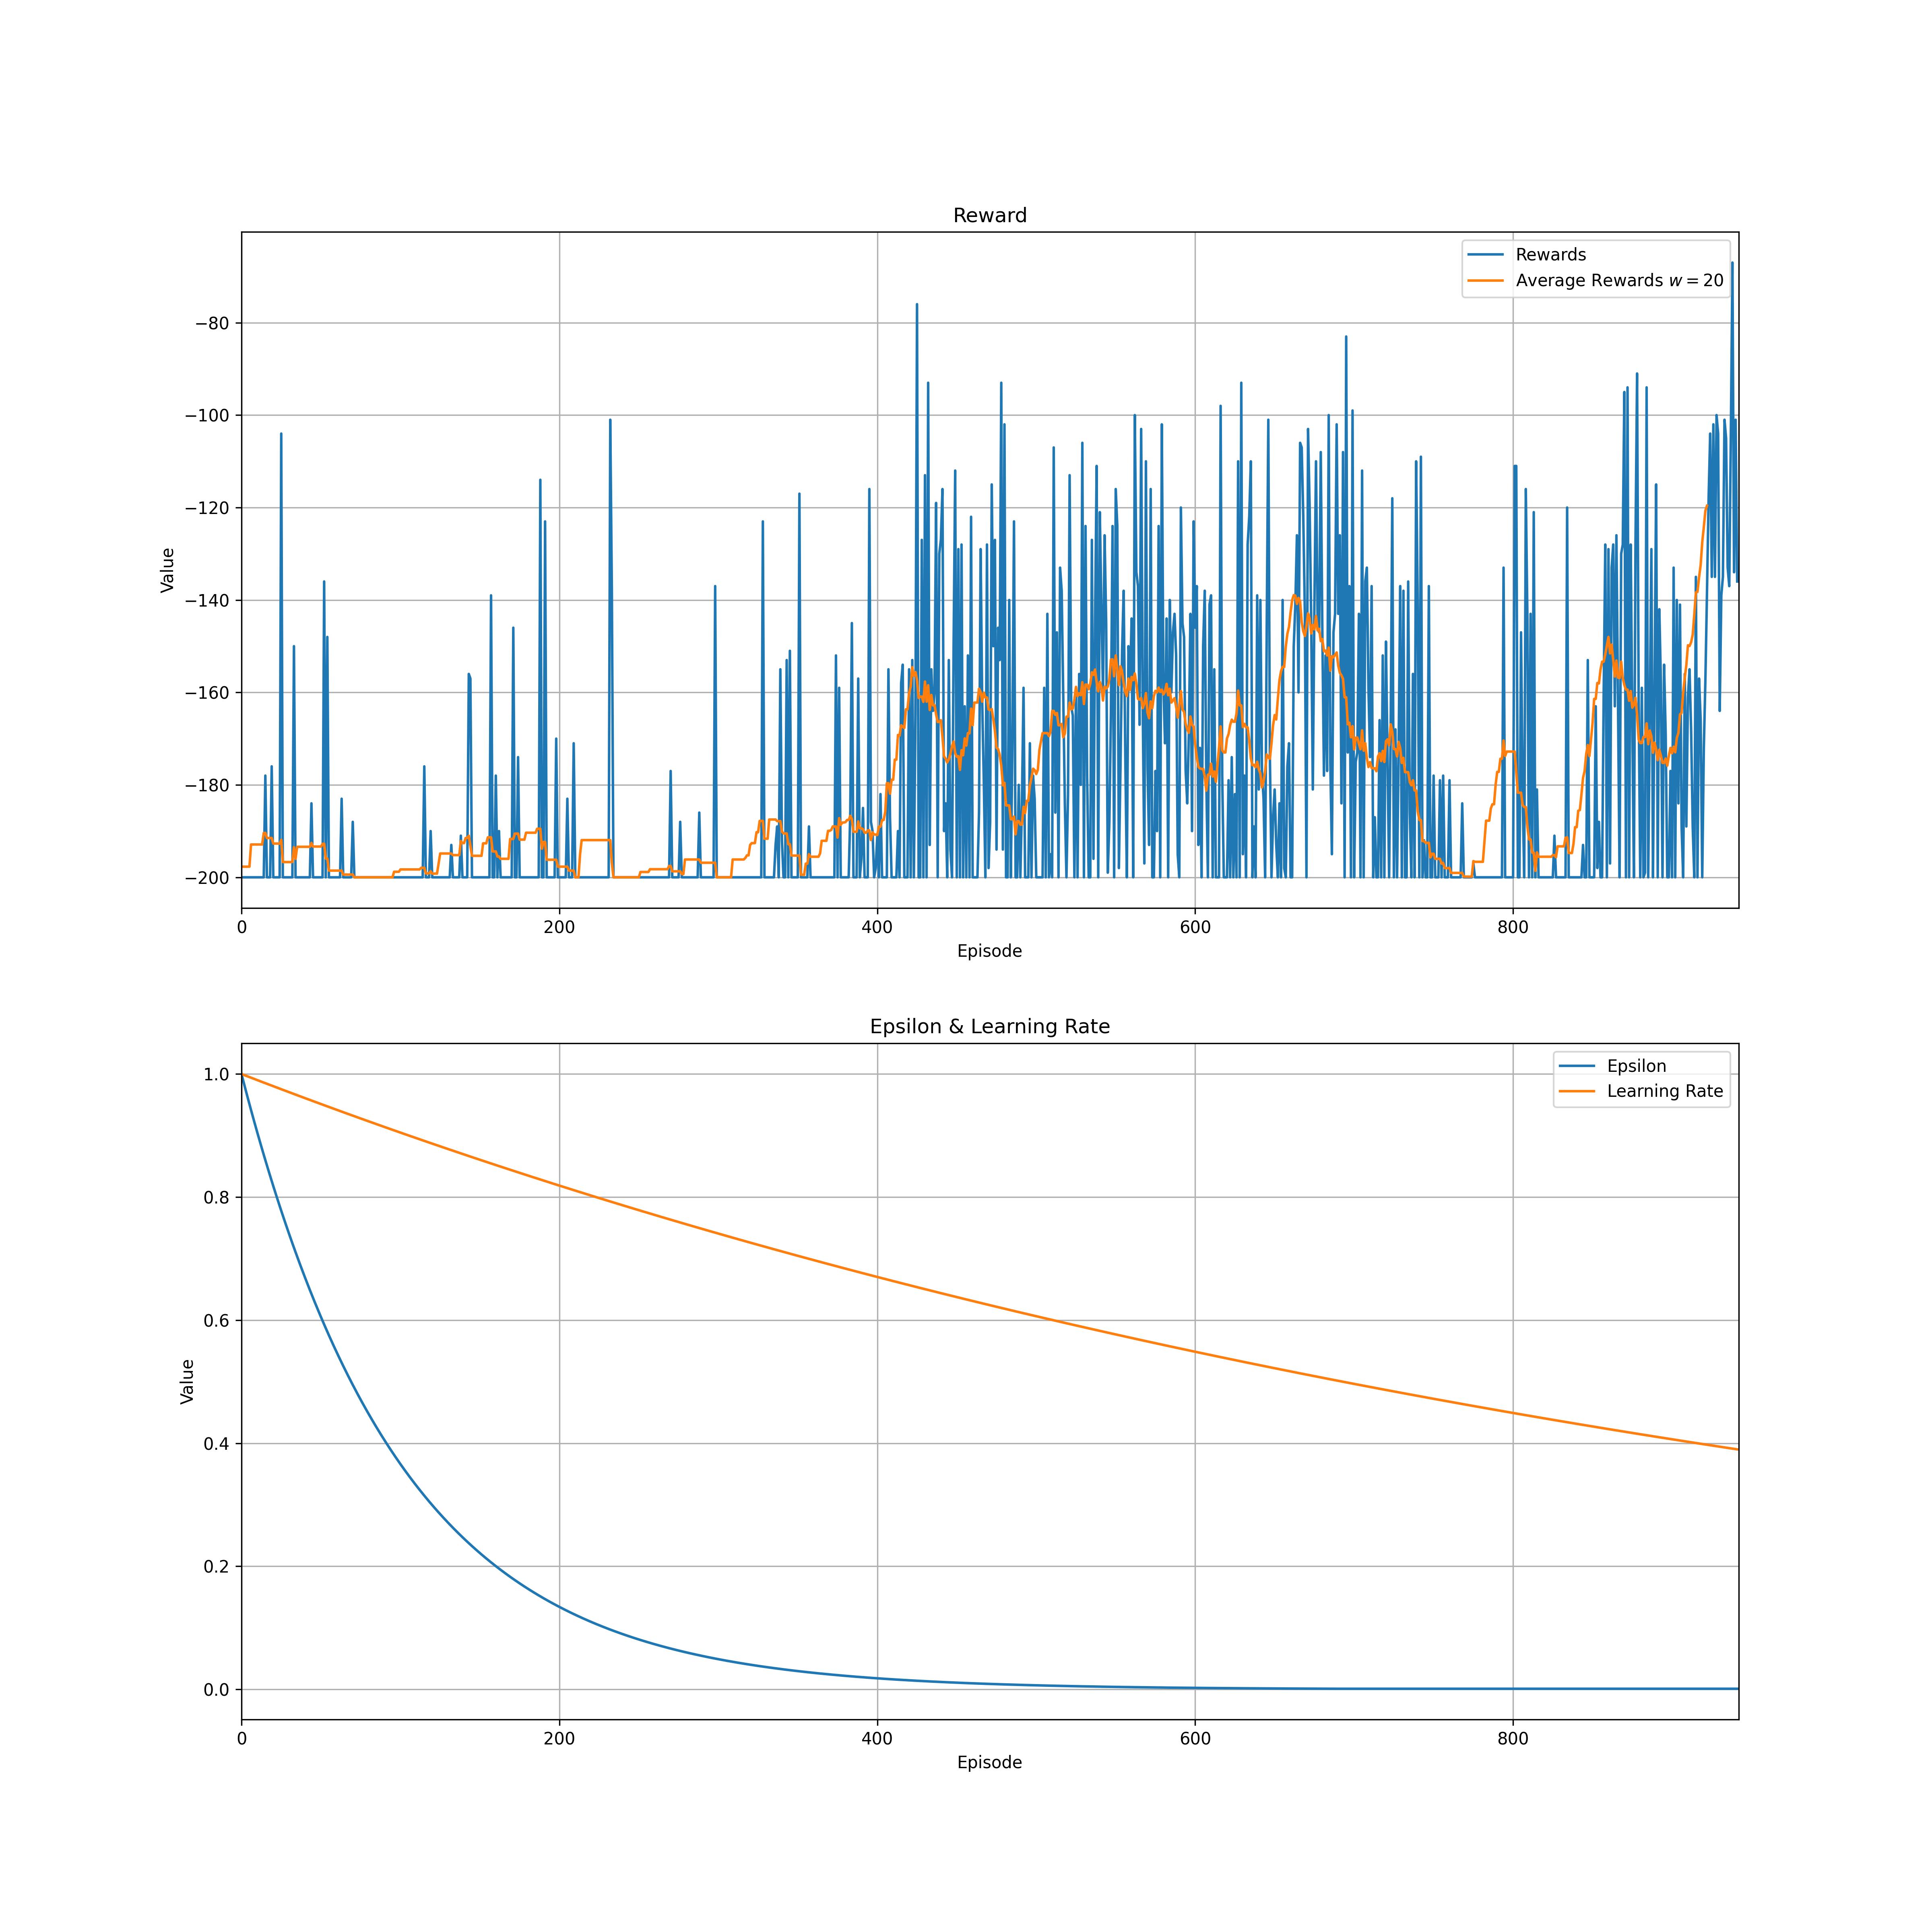 Reward
Rewards
Average Rewards w = 20
−80
−100
−120
−140
−160
−180
−200
Value
0 200 400 600 800
Episode
Epsilon & Learning Rate
Epsilon
Learning Rate
1.0
0.8
0.6
0.4
0.2
0.0
Value
0 200 400 600 800
Episode